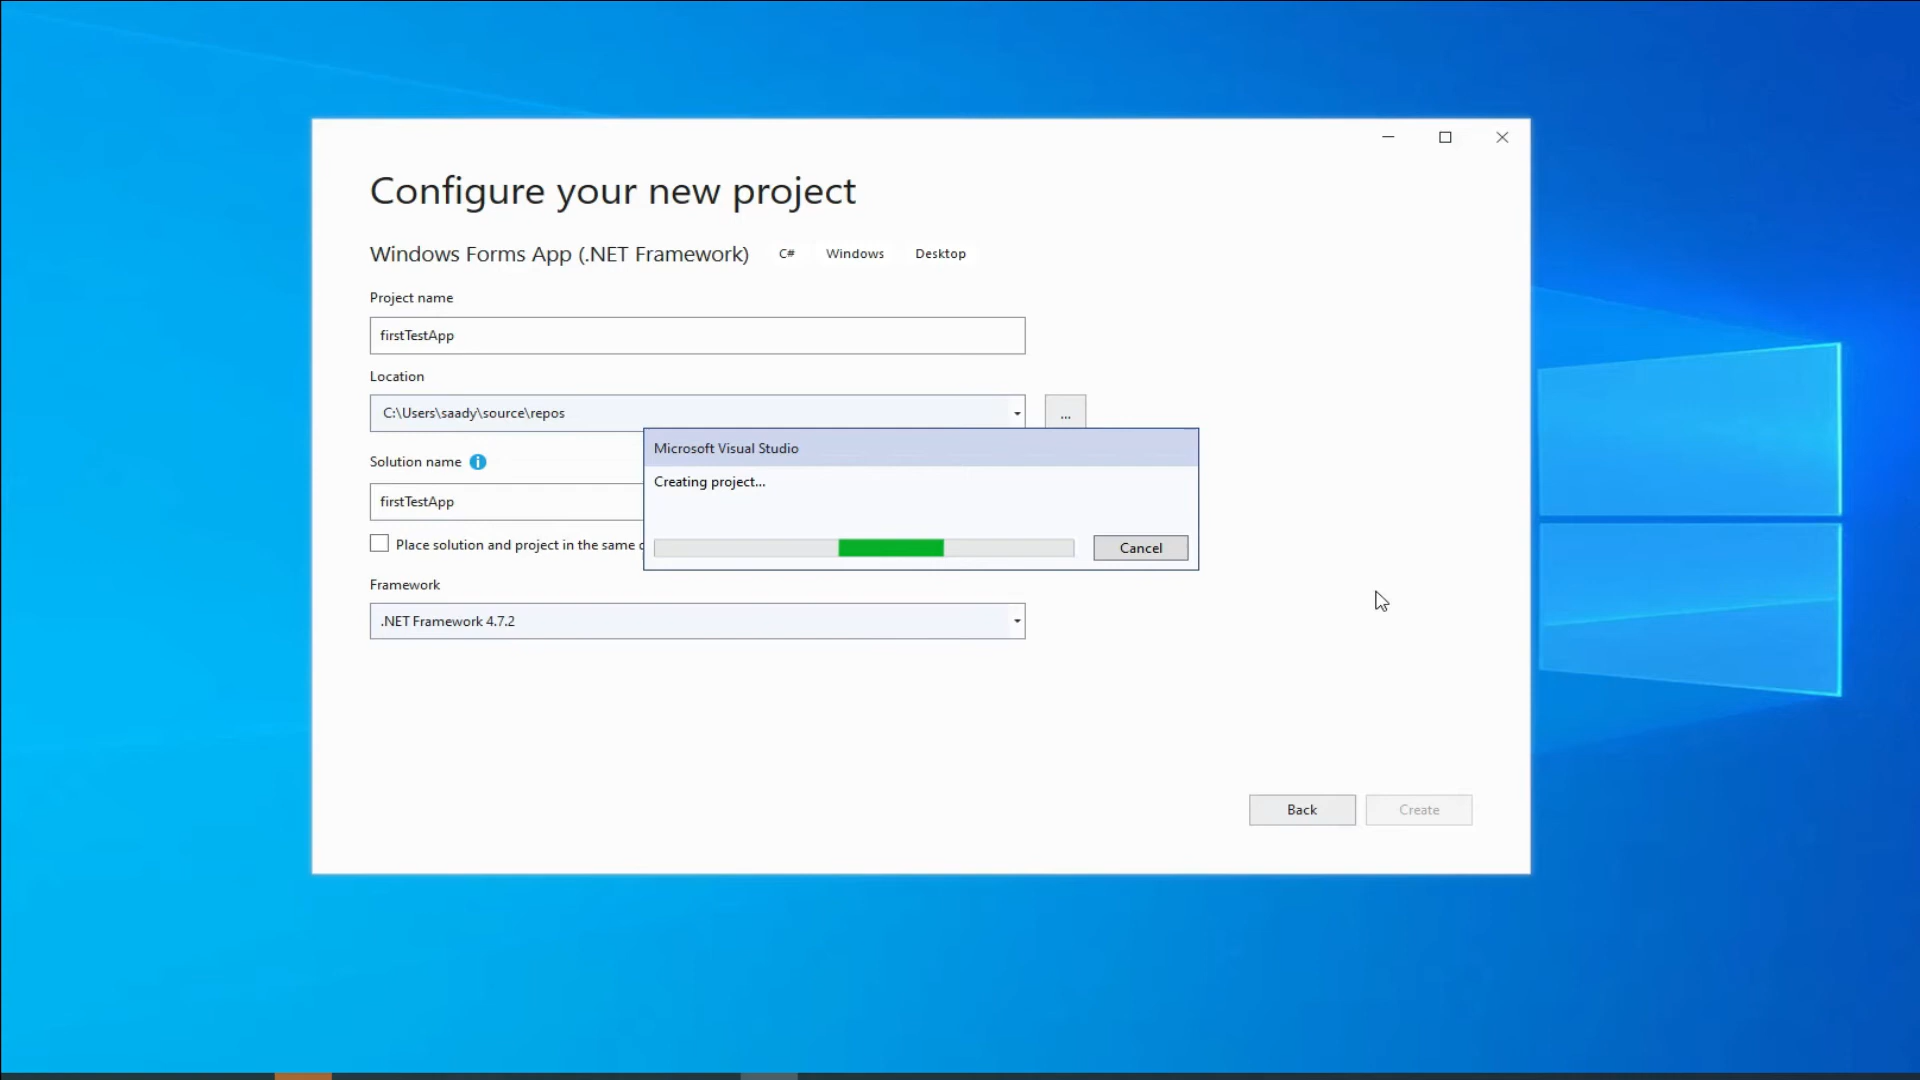 Configure your new project
Windows Forms App (.NET Framework) C# Windows Desktop
Project name
firstTestApp
Location
C:\Users\saady\source\repos
...
Solution name
firstTestApp
Place solution and project in the same
Framework
.NET Framework 4.7.2
Microsoft Visual Studio
Creating project...
Cancel
Back Create